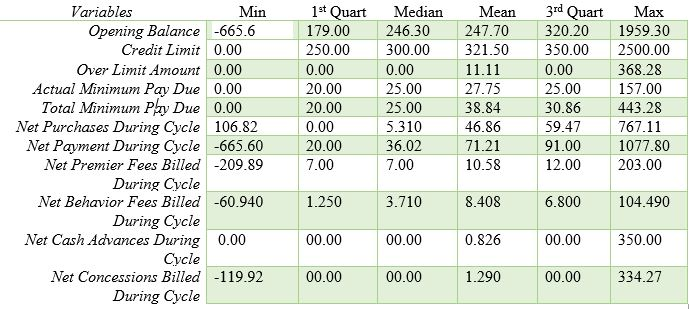 Variables Min 1st Quart Median Mean 3rd Quart Max
Opening Balance -665.6 179.00 246.30 247.70 320.20 1959.30
Credit Limit 0.00 250.00 300.00 321.50 350.00 2500.00
Over Limit Amount 0.00 0.00 0.00 11.11 0.00 368.28
Actual Minimum Pay Due 0.00 20.00 25.00 27.75 25.00 157.00
Total Minimum Pay Due 0.00 20.00 25.00 38.84 30.86 443.28
Net Purchases During Cycle 106.82 0.00 5.310 46.86 59.47 767.11
Net Payment During Cycle -665.60 20.00 36.02 71.21 91.00 1077.80
Net Premier Fees Billed -209.89 7.00 7.00 10.58 12.00 203.00
During Cycle
Net Behavior Fees Billed -60.940 1.250 3.710 8.408 6.800 104.490
During Cycle
Net Cash Advances During 0.00 00.00 00.00 0.826 00.00 350.00
Cycle
Net Concessions Billed -119.92 00.00 00.00 1.290 00.00 334.27
During Cycle